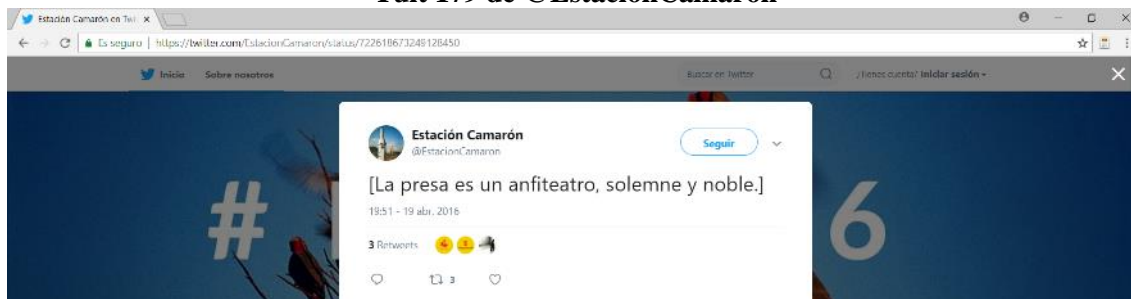 Tuit 179 de @EstacionCamaron
Estación Camarón en Twi
Es seguro | https://twitter.com/EstacionCamaron/status/722618673249128450
Inicio Sobre nosotros Buscar en Twitter ¿Tienes cuenta? Iniciar sesión
Estación Camarón
@EstacionCamaron
Seguir
[La presa es un anfiteatro, solemne y noble.]
19:51 - 19 abr. 2016
3 Retweets
3
# 6